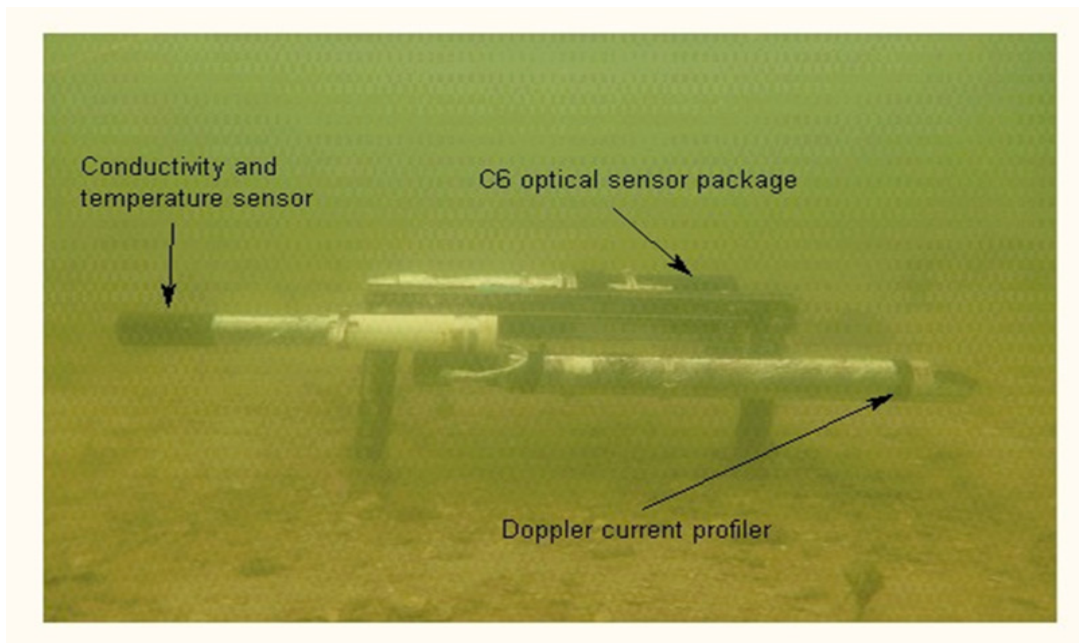 Conductivity and
temperature sensor
C6 optical sensor package
Doppler current profiler